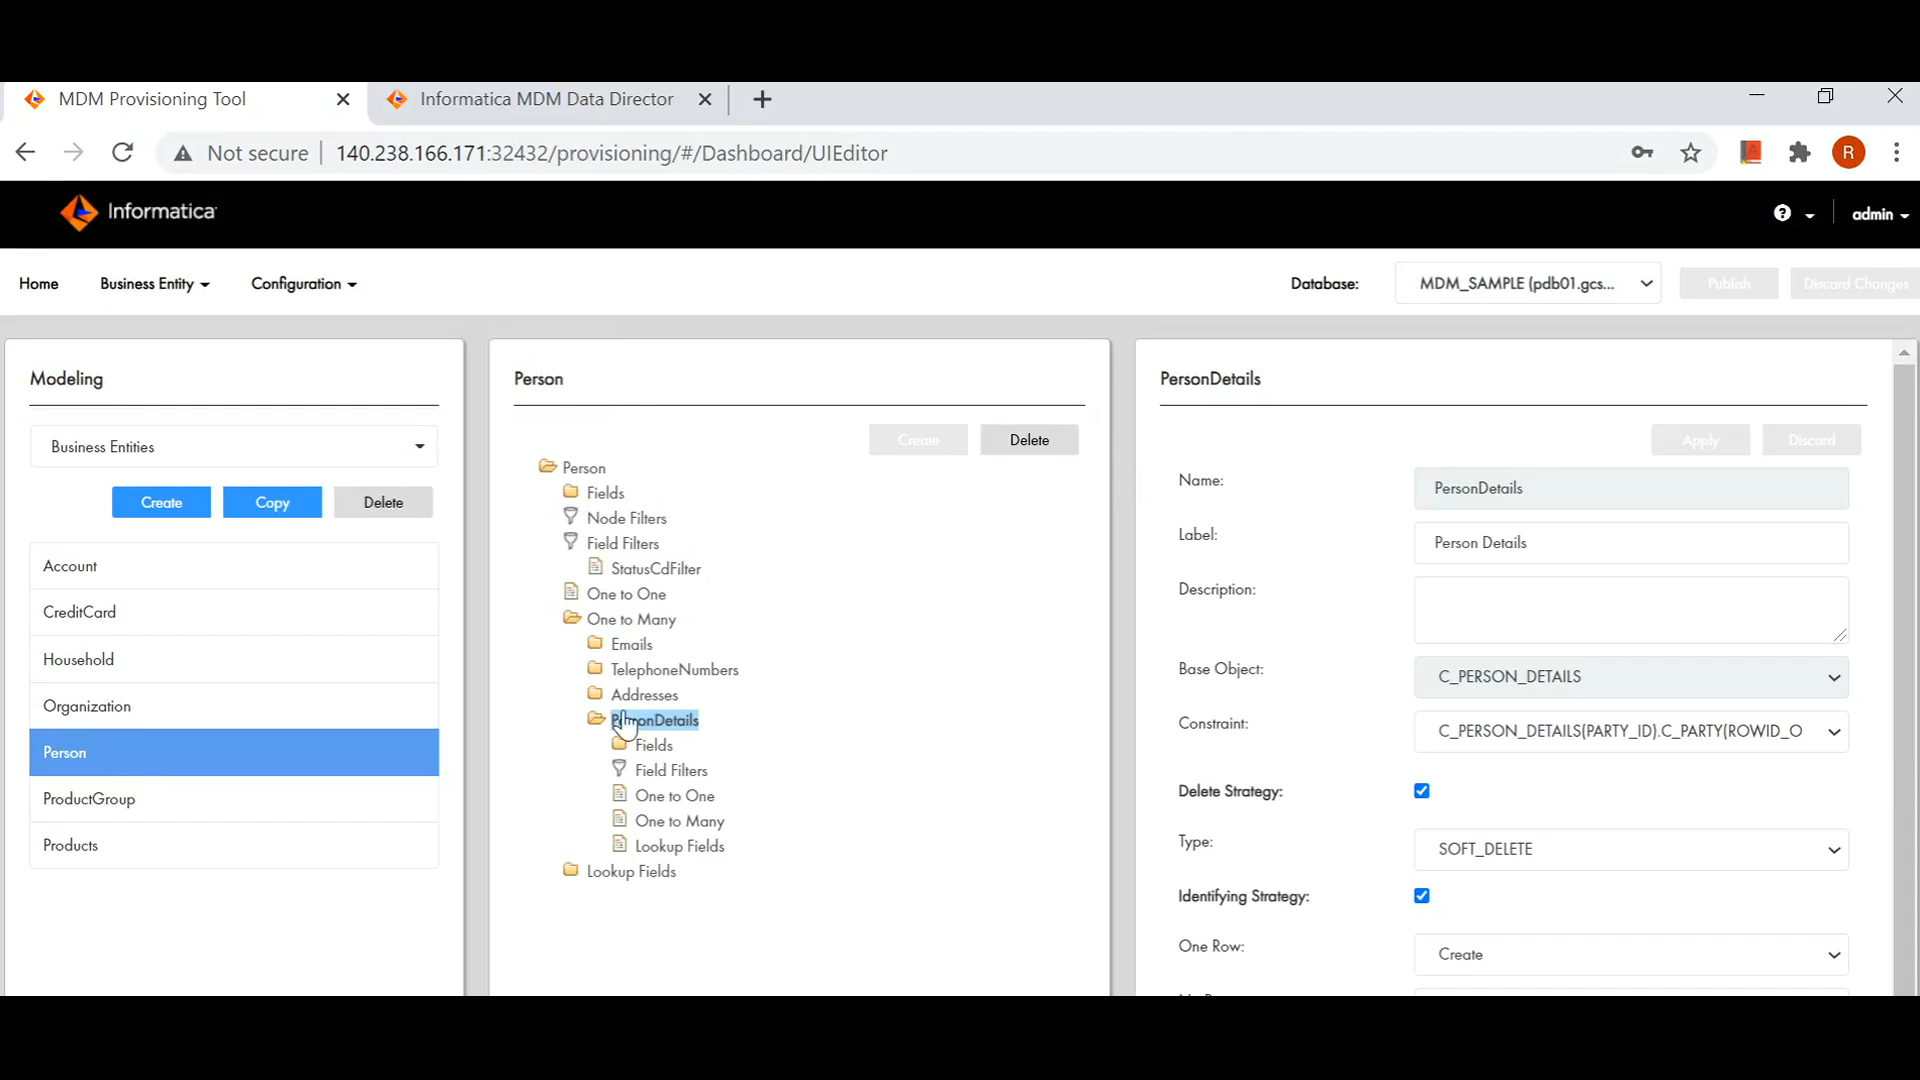 MDM Provisioning Tool
Informatica MDM Data Director
Not secure
140.238.166.171:32432/provisioning/#/Dashboard/UIEditor
R
Informatica
admin
Home
Business Entity
Configuration
Database:
MDM_SAMPLE (pdb01.gcs...
Publish
Discard Changes
Modeling
Business Entities
Create
Copy
Delete
Account
CreditCard
Household
Organization
Person
ProductGroup
Products
Person
Create
Delete
Person
Fields
Node Filters
Field Filters
StatusCdFilter
One to One
One to Many
Emails
TelephoneNumbers
Addresses
PersonDetails
Fields
Field Filters
One to One
One to Many
Lookup Fields
Lookup Fields
PersonDetails
Apply
Discard
Name:
PersonDetails
Label:
Person Details
Description:
Base Object:
C_PERSON_DETAILS
Constraint:
C_PERSON_DETAILS(PARTY_ID).C_PARTY(ROWID_O
Delete Strategy:
Type:
SOFT_DELETE
Identifying Strategy:
One Row:
Create